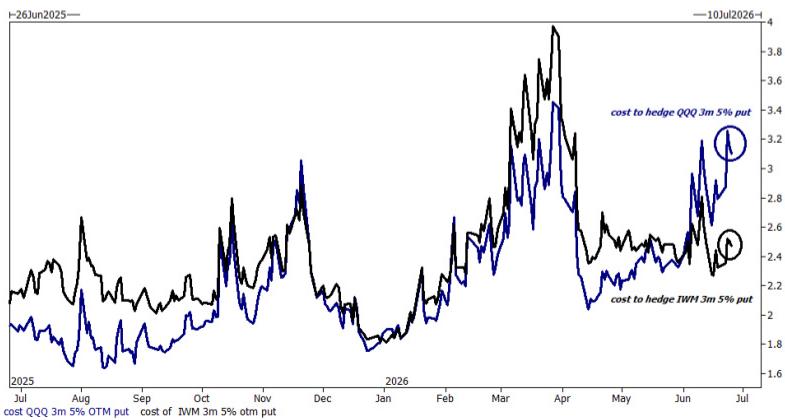 26Jun2025
10Jul2026
4
3.8
3.6
cost to hedge QQQ 3m 5% put
3.4
3.2
3
2.8
2.6
2.4
cost to hedge IWM 3m 5% put
2.2
2
1.8
1.6
2025
2026
Jul Aug Sep Oct Nov Dec Jan Feb Mar Apr May Jun Jul
cost QQQ 3m 5% OTM put cost of IWM 3m 5% otm put